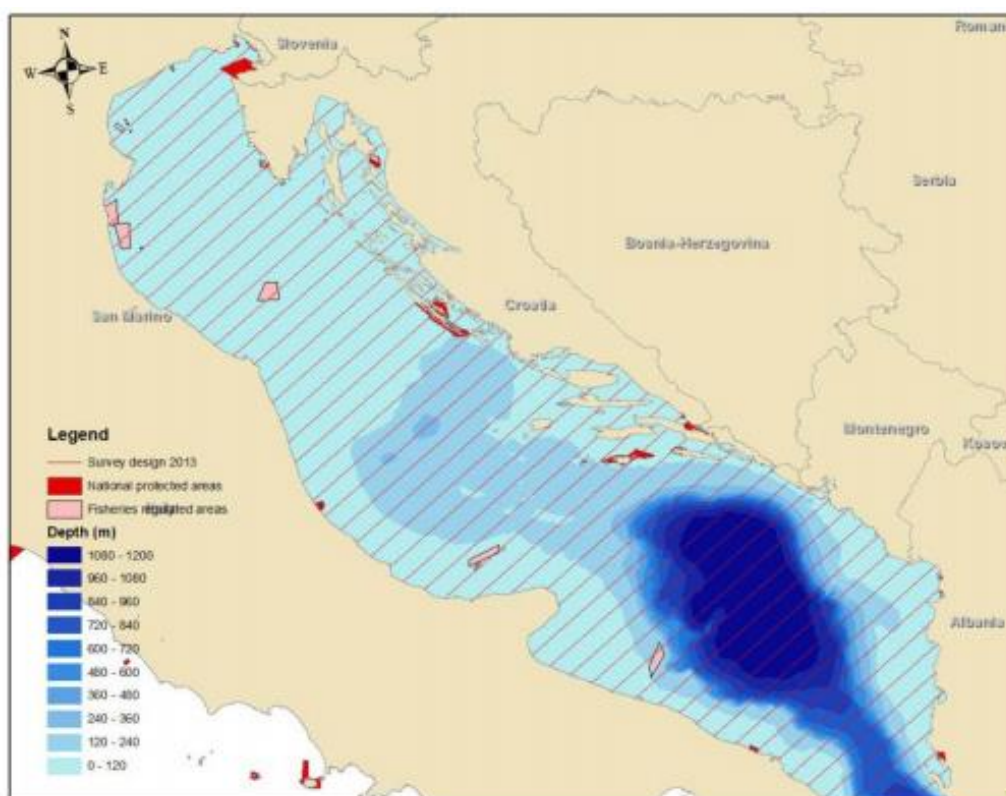 N
W E
S
Slovenia
Roman
Serbia
Bosnia-Herzegovina
San Marino
Croatia
Montenegro
Kosov
Albania
Legend
Survey design 2013
National protected areas
Fisheries areas
Depth (m)
1080 - 1200
960 - 1080
840 - 960
720 - 840
600 - 720
480 - 600
360 - 480
240 - 360
120 - 240
0 - 120